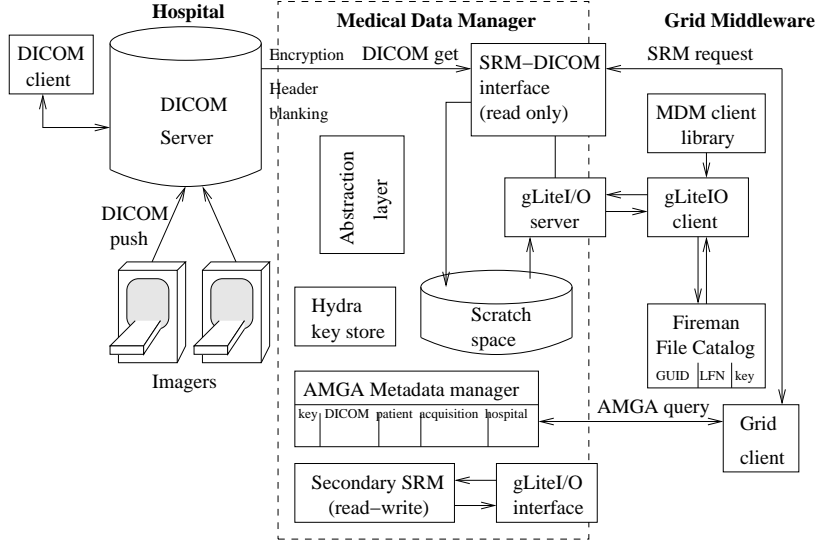 Hospital
Medical Data Manager
Grid Middleware
DICOM
client
DICOM
Server
Encryption
Header
blanking
DICOM get
SRM−DICOM
interface
(read only)
SRM request
MDM client
library
Abstraction
layer
gLiteI/O
server
gLiteIO
client
DICOM
push
Imagers
Hydra
key store
Scratch
space
Fireman
File Catalog
GUID LFN key
AMGA Metadata manager
key DICOM patient acquisition hospital
AMGA query
Grid
client
Secondary SRM
(read−write)
gLiteI/O
interface